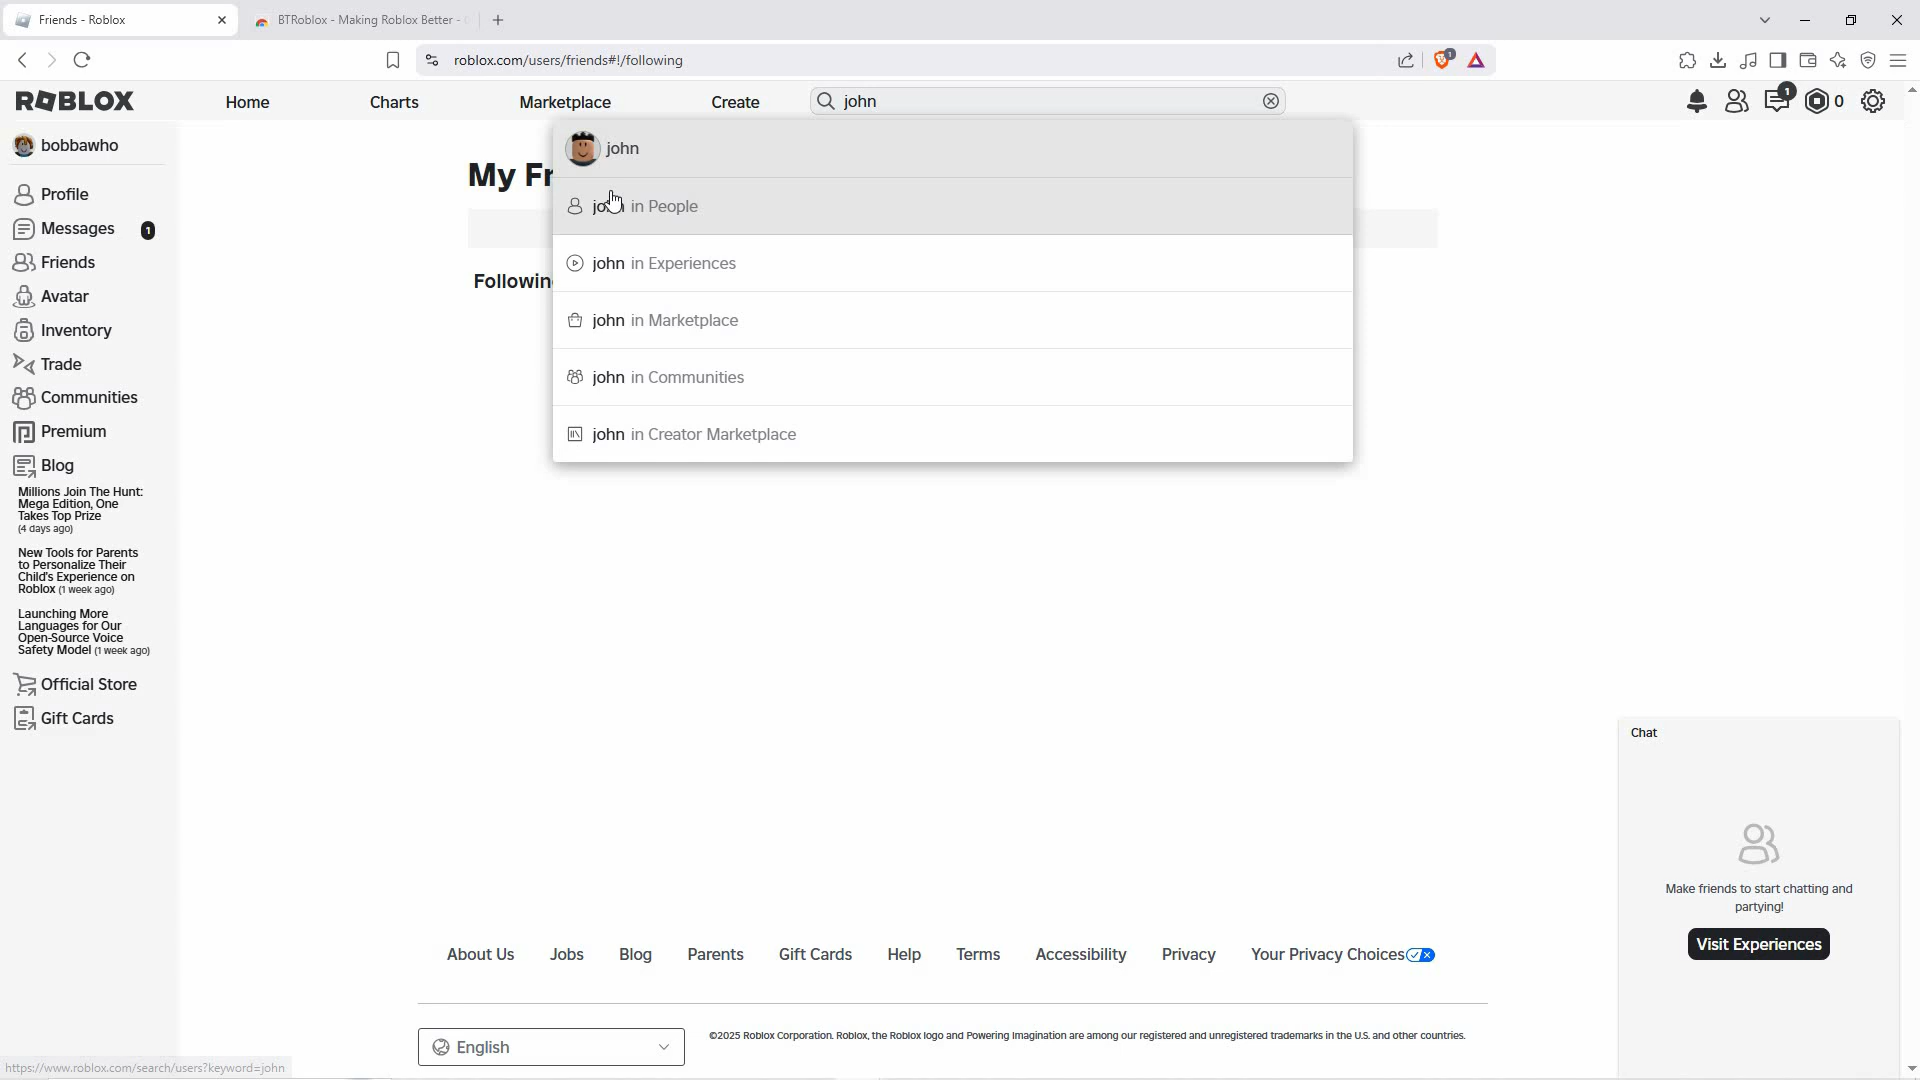 Friends - Roblox
BTRoblox - Making Roblox Better -
roblox.com/users/friends#!/following
1
ROBLOX
Home
Charts
Marketplace
Create
john
1
0
bobbawho
Profile
Messages 1
Friends
Avatar
Inventory
Trade
Communities
Premium
Blog
Millions Join The Hunt:
Mega Edition, One
Takes Top Prize
(4 days ago)
New Tools for Parents
to Personalize Their
Child's Experience on
Roblox (1 week ago)
Launching More
Languages for Our
Open-Source Voice
Safety Model (1 week ago)
Official Store
Gift Cards
My Fr
Followin
john
john in People
john in Experiences
john in Marketplace
john in Communities
john in Creator Marketplace
Chat
Make friends to start chatting and
partying!
Visit Experiences
About Us
Jobs
Blog
Parents
Gift Cards
Help
Terms
Accessibility
Privacy
Your Privacy Choices
English
©2025 Roblox Corporation. Roblox, the Roblox logo and Powering Imagination are among our registered and unregistered trademarks in the U.S. and other countries.
https://www.roblox.com/search/users?keyword=john